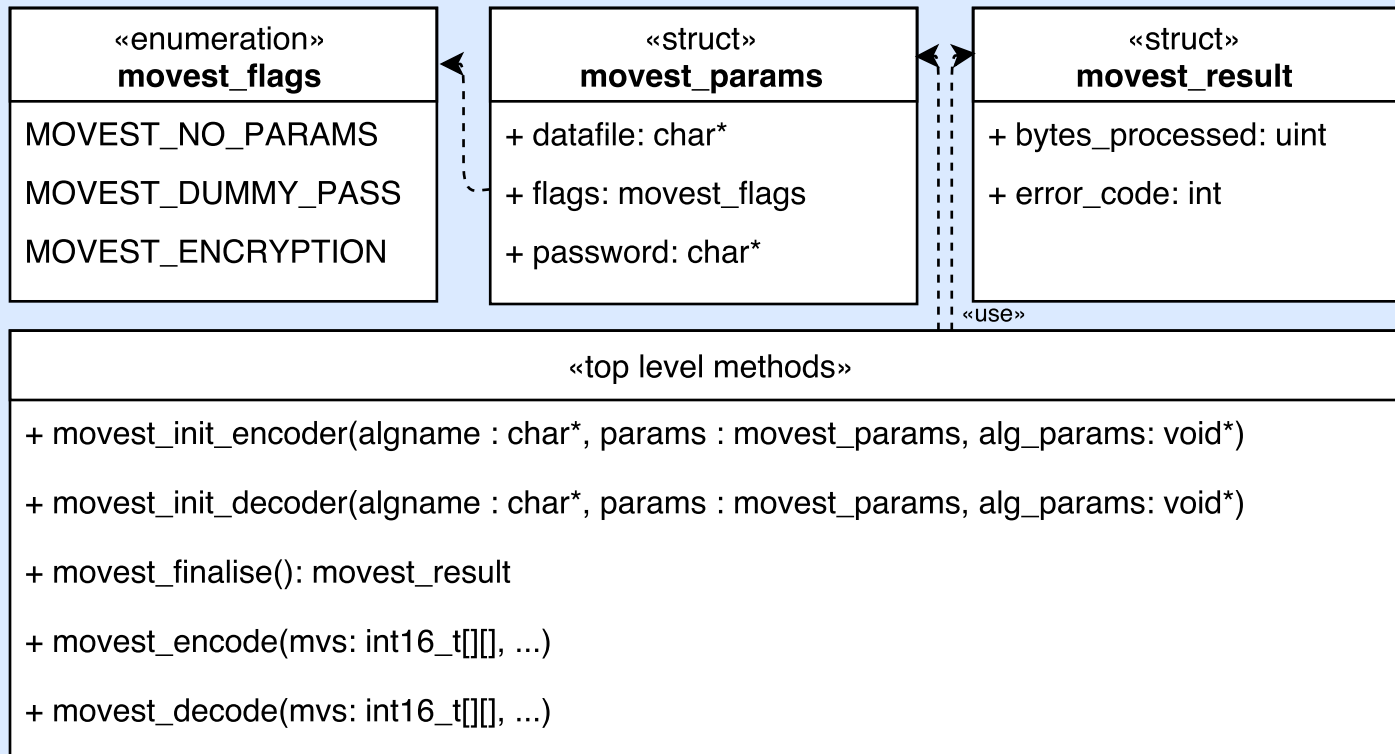 «enumeration»
movest_flags
MOVEST_NO_PARAMS
MOVEST_DUMMY_PASS
MOVEST_ENCRYPTION
«struct»
movest_params
+ datafile: char*
+ flags: movest_flags
+ password: char*
«struct»
movest_result
+ bytes_processed: uint
+ error_code: int
«use»
«top level methods»
+ movest_init_encoder(algname : char*, params : movest_params, alg_params: void*)
+ movest_init_decoder(algname : char*, params : movest_params, alg_params: void*)
+ movest_finalise(): movest_result
+ movest_encode(mvs: int16_t[][], ...)
+ movest_decode(mvs: int16_t[][], ...)